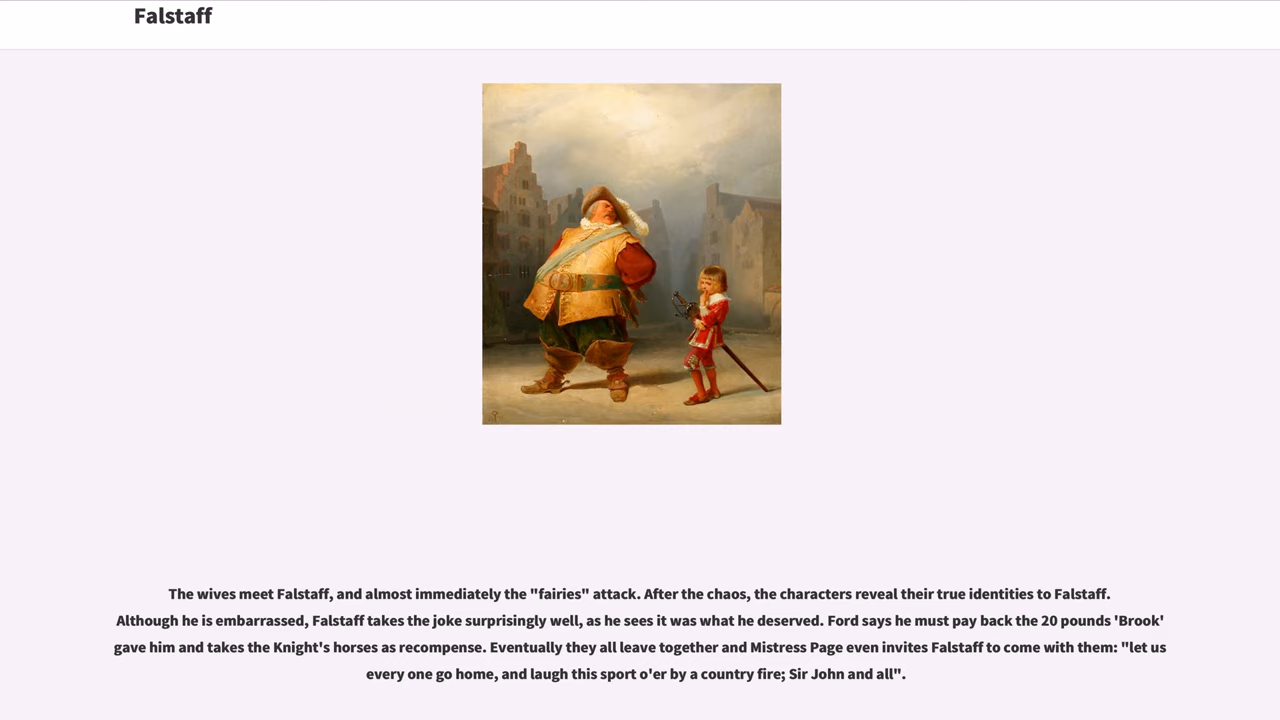 Falstaff
The wives meet Falstaff, and almost immediately the "fairies" attack. After the chaos, the characters reveal their true identities to Falstaff.
Although he is embarrassed, Falstaff takes the joke surprisingly well, as he sees it was what he deserved. Ford says he must pay back the 20 pounds 'Brook'
gave him and takes the Knight's horses as recompense. Eventually they all leave together and Mistress Page even invites Falstaff to come with them: "let us
every one go home, and laugh this sport o'er by a country fire; Sir John and all".